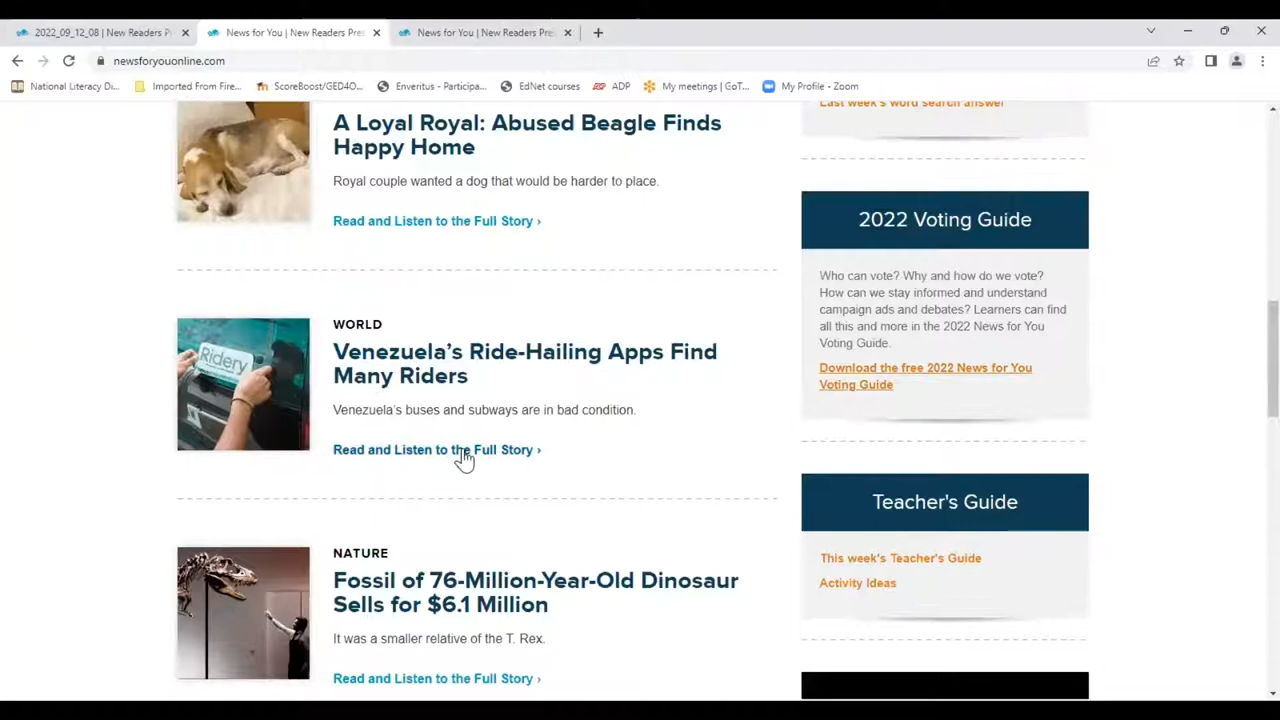 2022_09_12_08 | New Readers P
News for You | New Readers Pre
News for You | New Readers Pre
newsforyouonline.com
National Literacy Di...
Imported From Fire...
ScoreBoost/GED4O...
Enveritus - Participa...
EdNet courses
ADP
My meetings | GoT...
My Profile - Zoom
A Loyal Royal: Abused Beagle Finds
Happy Home
Royal couple wanted a dog that would be harder to place.
Read and Listen to the Full Story ›
WORLD
Venezuela's Ride-Hailing Apps Find
Many Riders
Venezuela's buses and subways are in bad condition.
Read and Listen to the Full Story ›
Ridery
NATURE
Fossil of 76-Million-Year-Old Dinosaur
Sells for $6.1 Million
It was a smaller relative of the T. Rex.
Read and Listen to the Full Story ›
Last week's word search answer
2022 Voting Guide
Who can vote? Why and how do we vote?
How can we stay informed and understand
campaign ads and debates? Learners can find
all this and more in the 2022 News for You
Voting Guide.
Download the free 2022 News for You
Voting Guide
Teacher's Guide
This week's Teacher's Guide
Activity Ideas